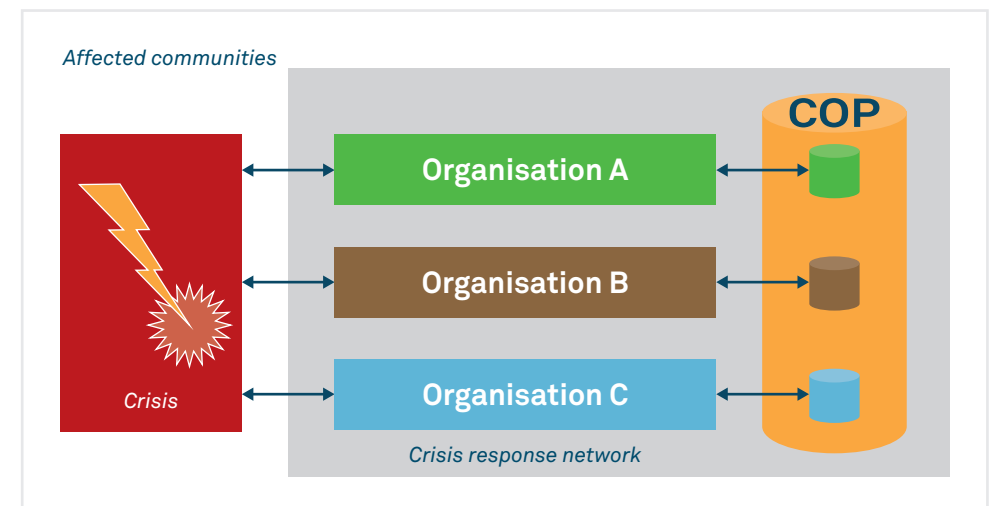 Affected communities
COP
Organisation A
Organisation B
Organisation C
Crisis
Crisis response network